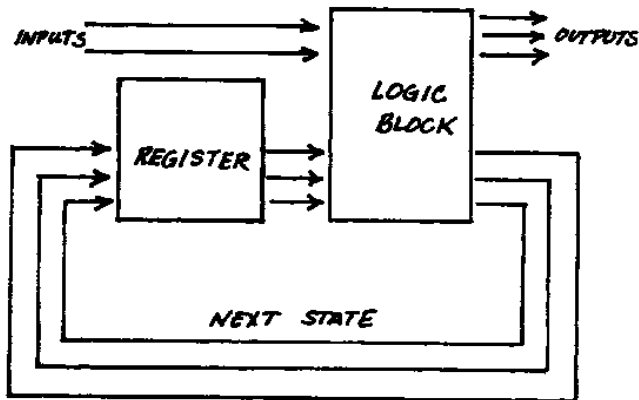 INPUTS
OUTPUTS
LOGIC
BLOCK
REGISTER
NEXT STATE